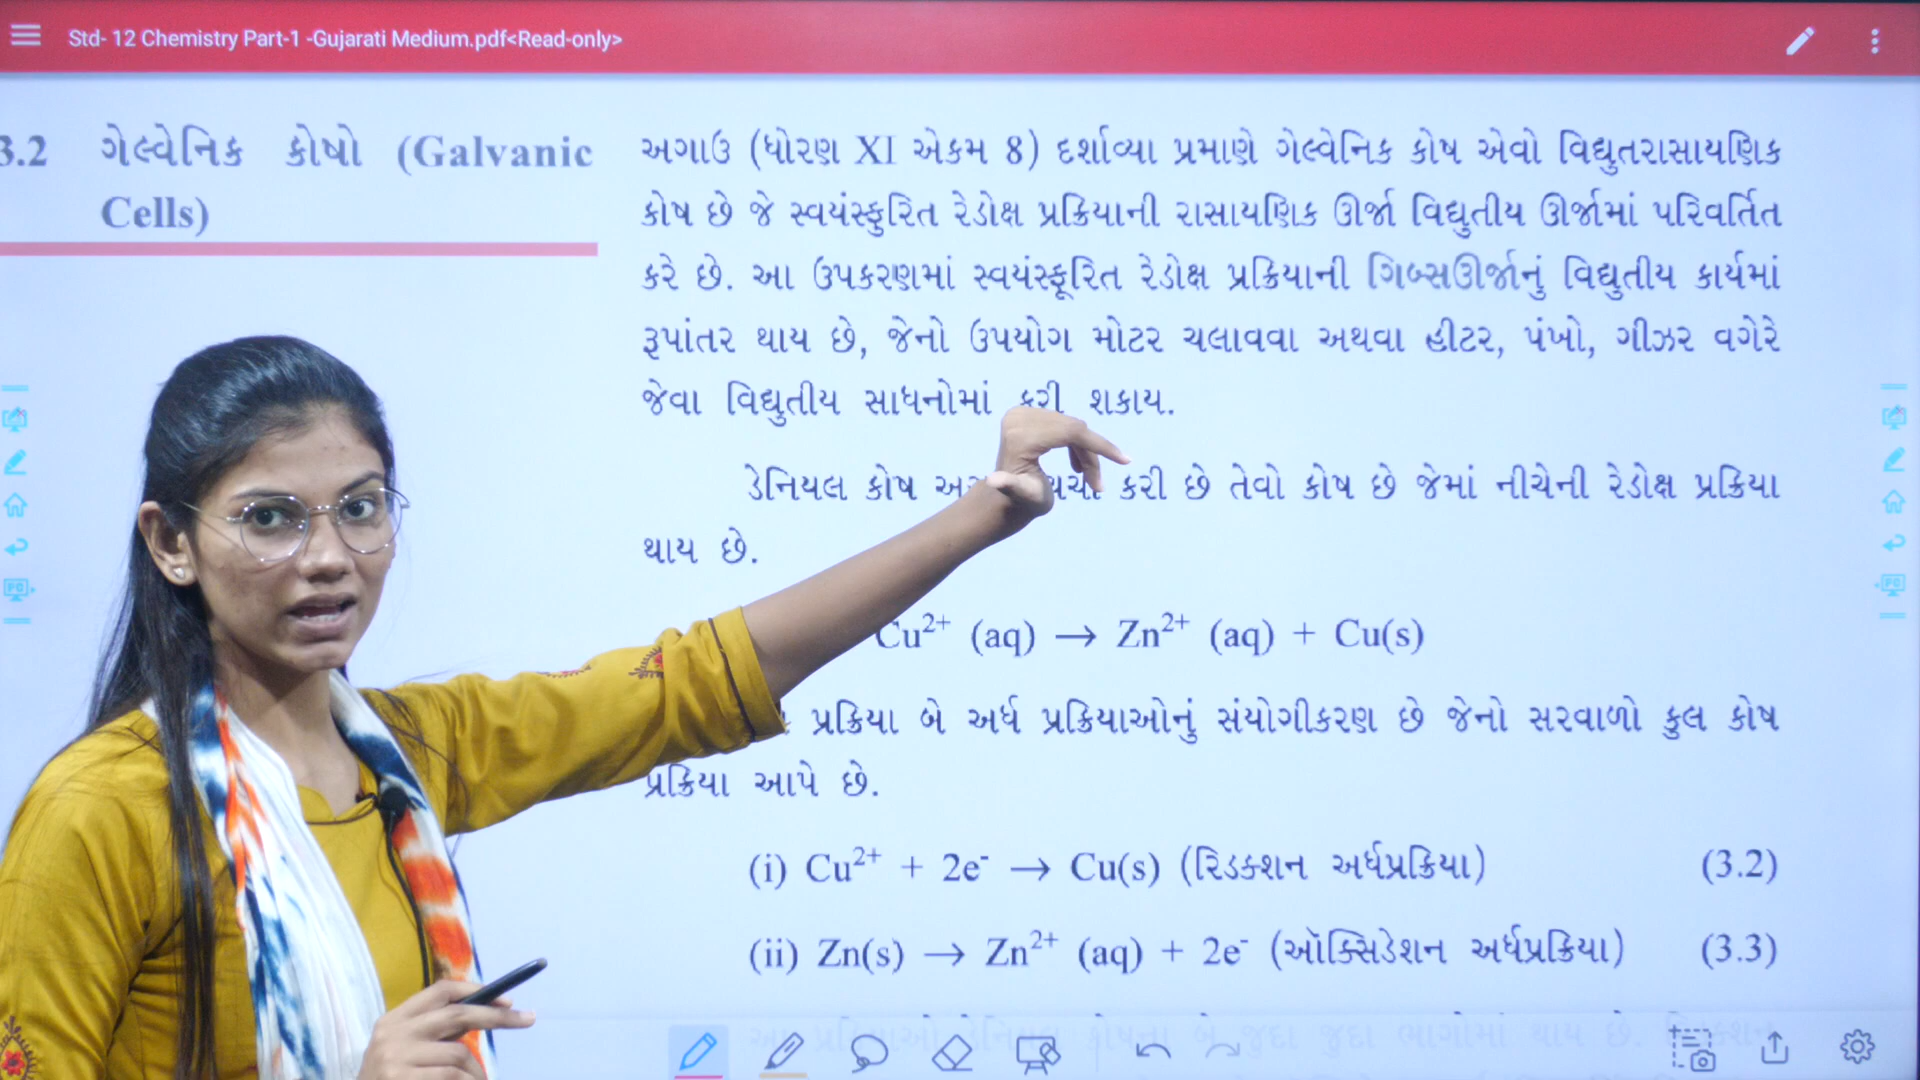 Std- 12 Chemistry Part-1 -Gujarati Medium.pdf<Read-only>
3.2 ગેલ્વેનિક કોષો (Galvanic
Cells)
અગાઉ (ધોરણ XI એકમ 8) દર્શાવ્યા પ્રમાણે ગેલ્વેનિક કોષ એવો વિદ્યુતરાસાયણિક
કોષ છે જે સ્વયંસ્ફુરિત રેડોક્ષ પ્રક્રિયાની રાસાયણિક ઊર્જા વિદ્યુતીય ઊર્જામાં પરિવર્તિત
કરે છે. આ ઉપકરણમાં સ્વયંસ્ફૂરિત રેડોક્ષ પ્રક્રિયાની ગિબ્સઊર્જાનું વિદ્યુતીય કાર્યમાં
રૂપાંતર થાય છે, જેનો ઉપયોગ મોટર ચલાવવા અથવા હીટર, પંખો, ગીઝર વગેરે
જેવા વિદ્યુતીય સાધનોમાં કરી શકાય.
ડેનિયલ કોષ કરી છે તેવો કોષ છે જેમાં નીચેની રેડોક્ષ પ્રક્રિયા
થાય છે.
Cu²⁺ (aq) → Zn²⁺ (aq) + Cu(s)
પ્રક્રિયા બે અર્ધ પ્રક્રિયાઓનું સંયોગીકરણ છે જેનો સરવાળો કુલ કોષ
પ્રક્રિયા આપે છે.
(i) Cu²⁺ + 2e⁻ → Cu(s) (રિડક્શન અર્ધપ્રક્રિયા) (3.2)
(ii) Zn(s) → Zn²⁺ (aq) + 2e⁻ (ઑક્સિડેશન અર્ધપ્રક્રિયા) (3.3)
આ પ્રક્રિયાઓ ડેનિયલ કોષના બે જુદા જુદા ભાગોમાં થાય છે.